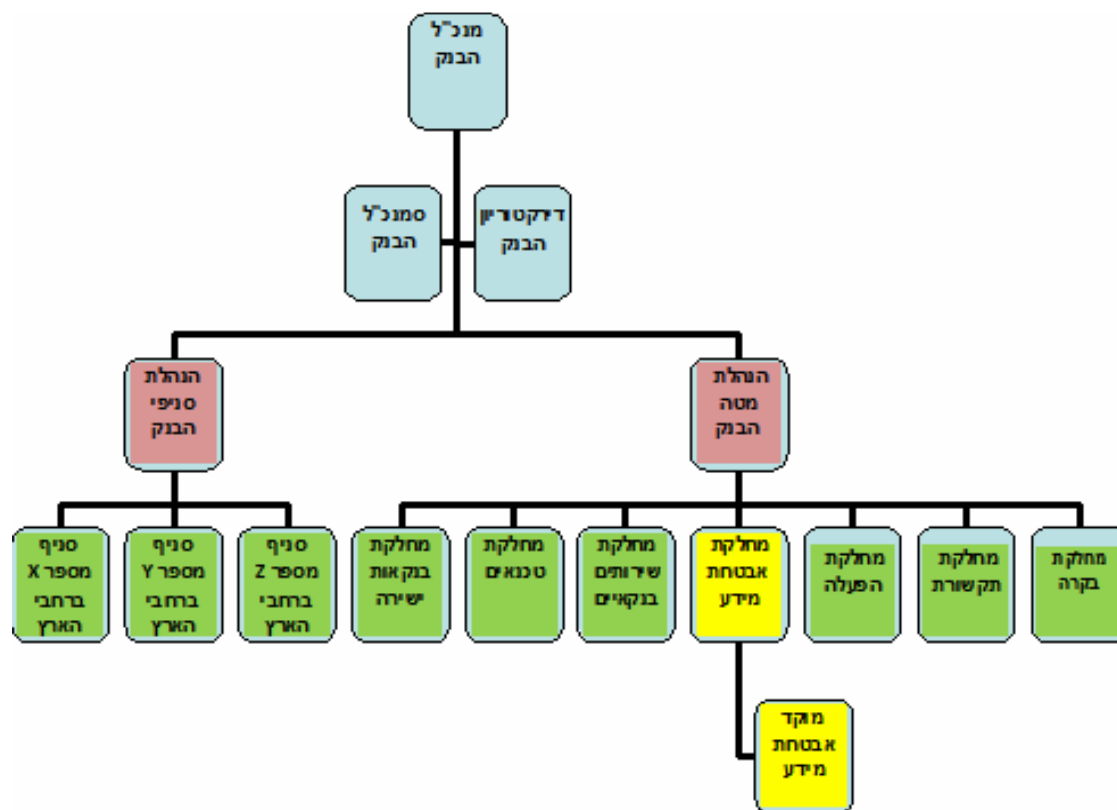 מנכ"ל
הבנק
דירקטוריון
הבנק
סמנכ"ל
הבנק
הנהלת
מטה
הבנק
הנהלת
סניפי
הבנק
מחלקת
בקרה
מחלקת
תקשורת
מחלקת
הפעלה
מחלקת
אבטחת
מידע
מחלקת
שירותים
בנקאיים
מחלקת
טכנאים
מחלקת
בנקאות
ישירה
סניף
מספר Z
ברחבי
הארץ
סניף
מספר Y
ברחבי
הארץ
סניף
מספר X
ברחבי
הארץ
מוקד
אבטחת
מידע